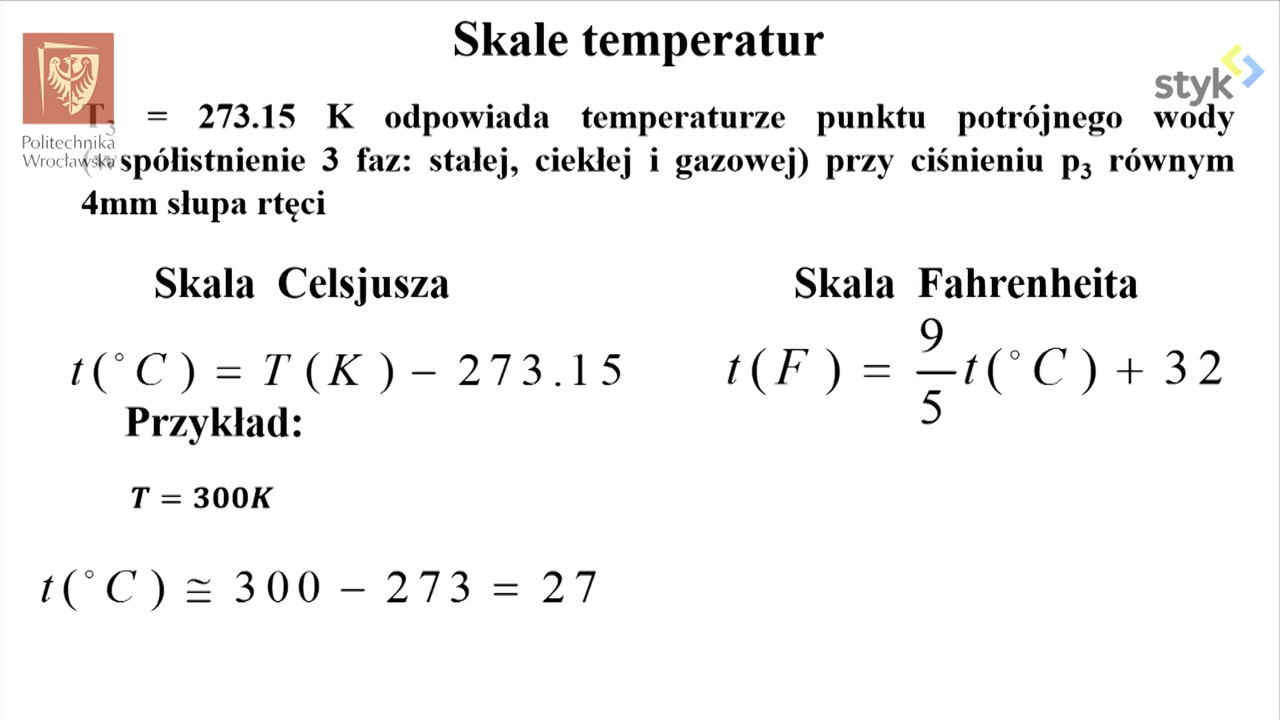 Skale temperatur
styk
Politechnika
Wrocławska
T₃ = 273.15 K odpowiada temperaturze punktu potrójnego wody
(współistnienie 3 faz: stałej, ciekłej i gazowej) przy ciśnieniu p₃ równym
4mm słupa rtęci
Skala Celsjusza
t(°C) = T(K) – 273.15
Skala Fahrenheita
t(F) = 9/5 t(°C) + 32
Przykład:
T = 300K
t(°C) ≅ 300 – 273 = 27